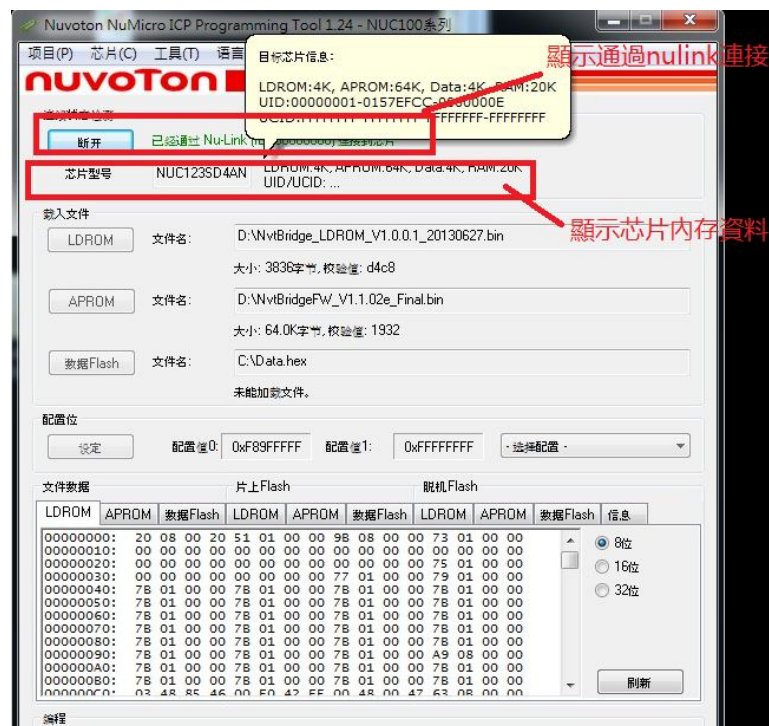 Nuvoton NuMicro ICP Programming Tool 1.24 - NUC100系列
项目(P) 芯片(C) 工具(T) 语言
nuvoTon
目标芯片信息:
LDROM:4K, APROM:64K, Data:4K, RAM:20K
UID:00000001-0157EFCC-0000000E
顯示通過nulink連接
断开 已经通过 Nu-Link
芯片型号 NUC123SD4AN LDROM:4K, APROM:64K, Data:4K, RAM:20K
UID/UCID: ...
顯示芯片內存資料
载入文件
LDROM 文件名: D:\NvtBridge_LDROM_V1.0.0.1_20130627.bin
大小: 3836字节, 校验值: d4c8
APROM 文件名: D:\NvtBridgeFW_V1.1.02e_Final.bin
大小: 64.0K字节, 校验值: 1932
数据Flash 文件名: C:\Data.hex
未能加载文件。
配置位
设定 配置值0: 0xF89FFFFF 配置值1: 0xFFFFFFFF - 选择配置 -
文件数据 片上Flash 脱机Flash
LDROM APROM 数据Flash LDROM APROM 数据Flash LDROM APROM 数据Flash 信息
00000000: 20 08 00 20 51 01 00 00 9B 08 00 00 73 01 00 00
00000010: 00 00 00 00 00 00 00 00 00 00 00 00 00 00 00 00
00000020: 00 00 00 00 00 00 00 00 00 00 00 00 75 01 00 00
00000030: 00 00 00 00 00 00 00 00 77 01 00 00 79 01 00 00
00000040: 7B 01 00 00 7B 01 00 00 7B 01 00 00 7B 01 00 00
00000050: 7B 01 00 00 7B 01 00 00 7B 01 00 00 7B 01 00 00
00000060: 7B 01 00 00 7B 01 00 00 7B 01 00 00 7B 01 00 00
00000070: 7B 01 00 00 7B 01 00 00 7B 01 00 00 7B 01 00 00
00000080: 7B 01 00 00 7B 01 00 00 7B 01 00 00 7B 01 00 00
00000090: 7B 01 00 00 7B 01 00 00 7B 01 00 00 A9 08 00 00
000000A0: 7B 01 00 00 7B 01 00 00 7B 01 00 00 7B 01 00 00
000000B0: 7B 01 00 00 7B 01 00 00 7B 01 00 00 7B 01 00 00
000000C0: 03 48 85 46 00 F0 42 FF 00 48 00 47 63 0B 00 00
8位
16位
32位
刷新
编程